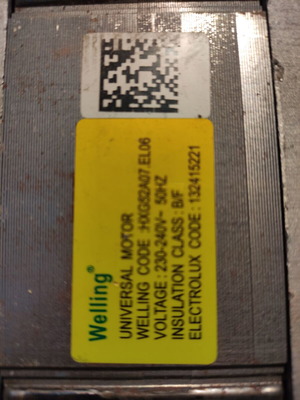 Welling®
UNIVERSAL MOTOR
WELLING CODE :HXGS2A07.EL06
VOLTAGE : 230-240V~ 50HZ
INSULATION CLASS : B/F
ELECTROLUX CODE : 132415221